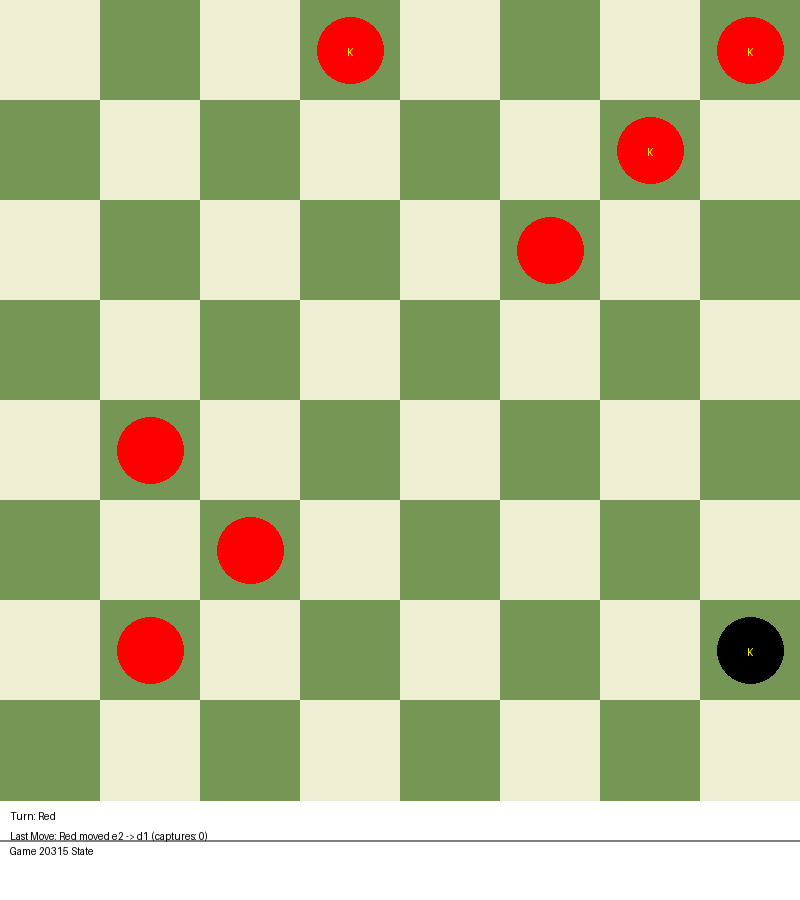 K K
K
K
Turn: Red
Last Move: Red moved e2 -> d1 (captures: 0)
Game 20315 State